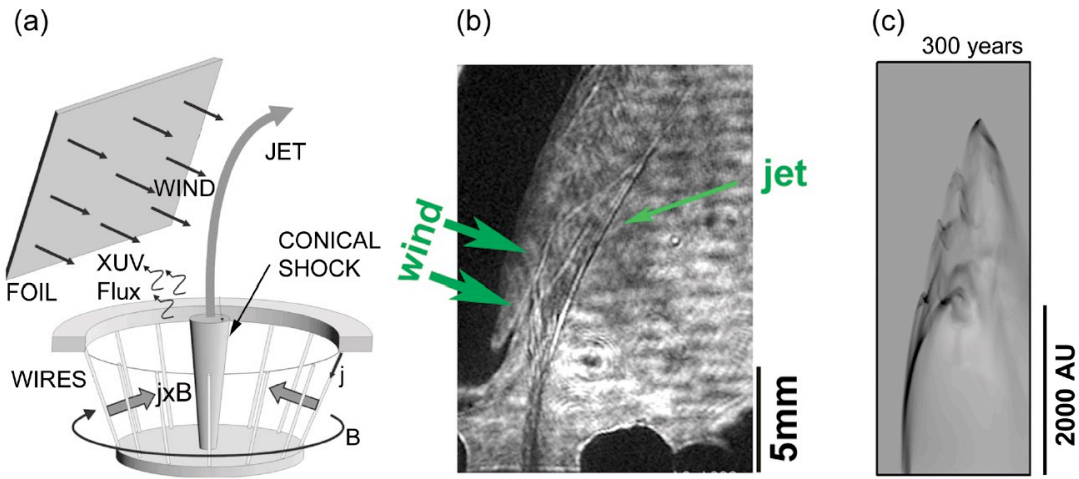 (a)
JET
WIND
CONICAL
SHOCK
XUV
Flux
FOIL
WIRES
j
jxB
B
(b)
wind
jet
5mm
(c)
300 years
2000 AU